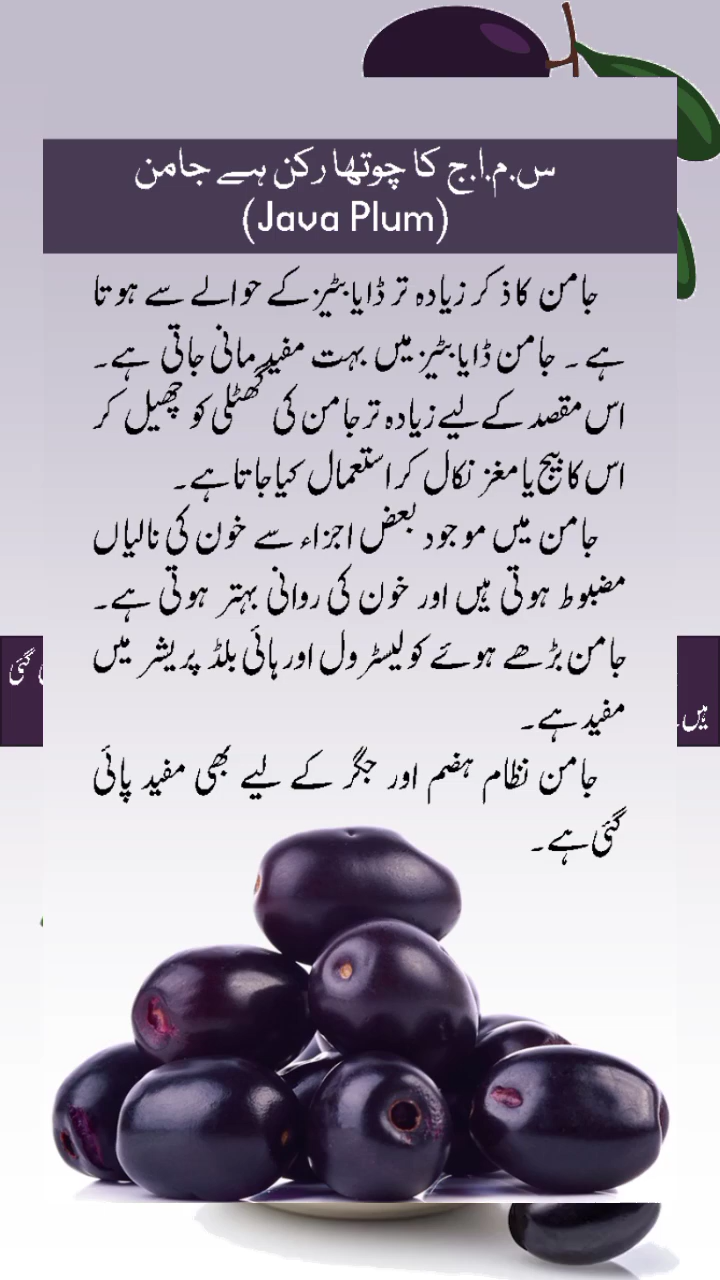 س.م.ا.ج کا چوتھا رکن ہے جامن
(Java Plum)
جامن کا ذکر زیادہ تر ڈایابٹیز کے حوالے سے ہوتا
ہے ۔ جامن ڈایابٹیز میں بہت مفید مانی جاتی ہے۔
اس مقصد کے لیے زیادہ تر جامن کی گھٹلی کو چھیل کر
اس کا بیج یا مغز نکال کر استعمال کیا جاتا ہے۔
جامن میں موجود بعض اجزاء سے خون کی نالیاں
مضبوط ہوتی ہیں اور خون کی روانی بہتر ہوتی ہے۔
جامن بڑھے ہوئے کولیسٹرول اور ہائی بلڈ پریشر میں
مفید ہے۔
جامن نظام ہضم اور جگر کے لیے بھی مفید پائی
گئی ہے۔
گئی
ہیں۔